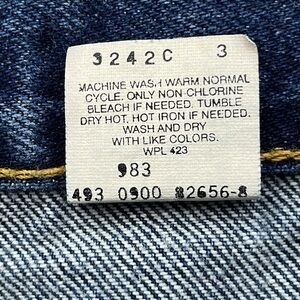 3242C 3
MACHINE WASH WARM NORMAL
CYCLE. ONLY NON-CHLORINE
BLEACH IF NEEDED. TUMBLE
DRY HOT. HOT IRON IF NEEDED.
WASH AND DRY
WITH LIKE COLORS.
WPL 423
983
493 0900 82656-8